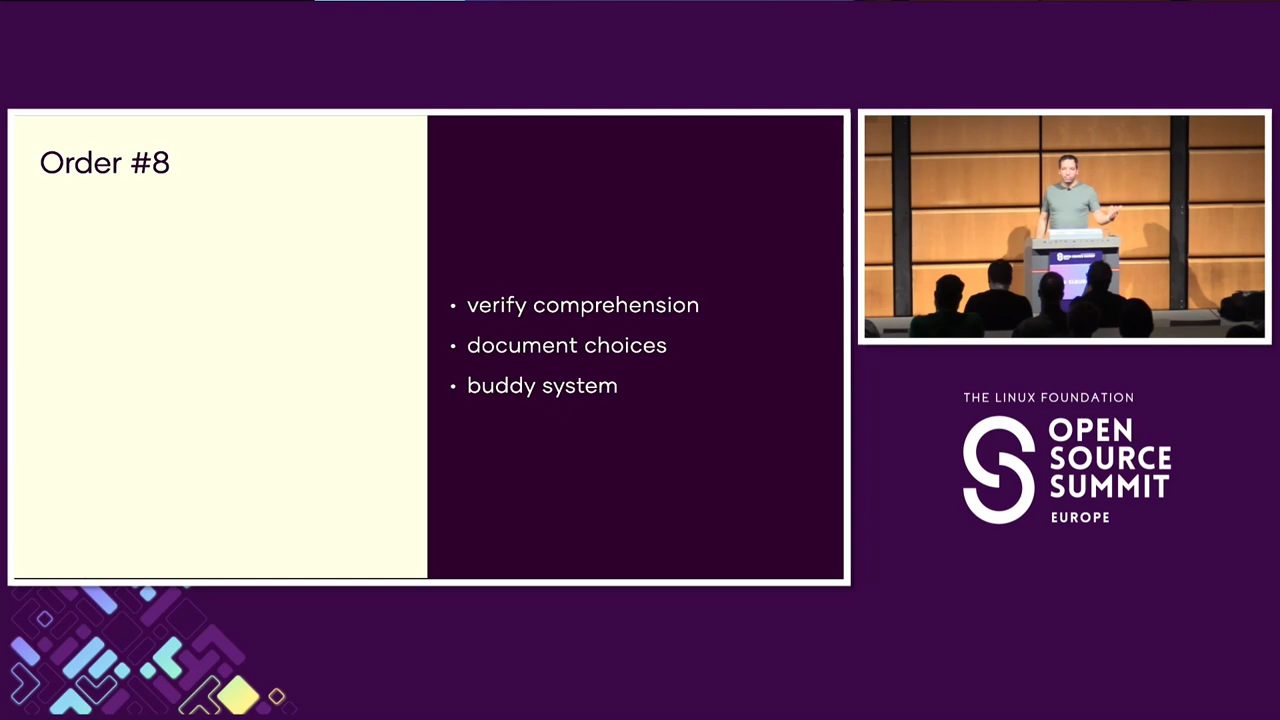 Order #8
• verify comprehension
• document choices
• buddy system
THE LINUX FOUNDATION
OPEN
SOURCE
SUMMIT
EUROPE